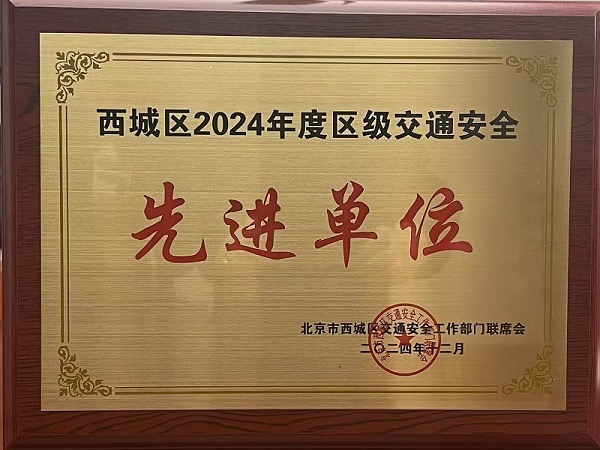 西城区2024年度区级交通安全
先进单位
北京市西城区交通安全工作部门联席会
二〇二四年十二月